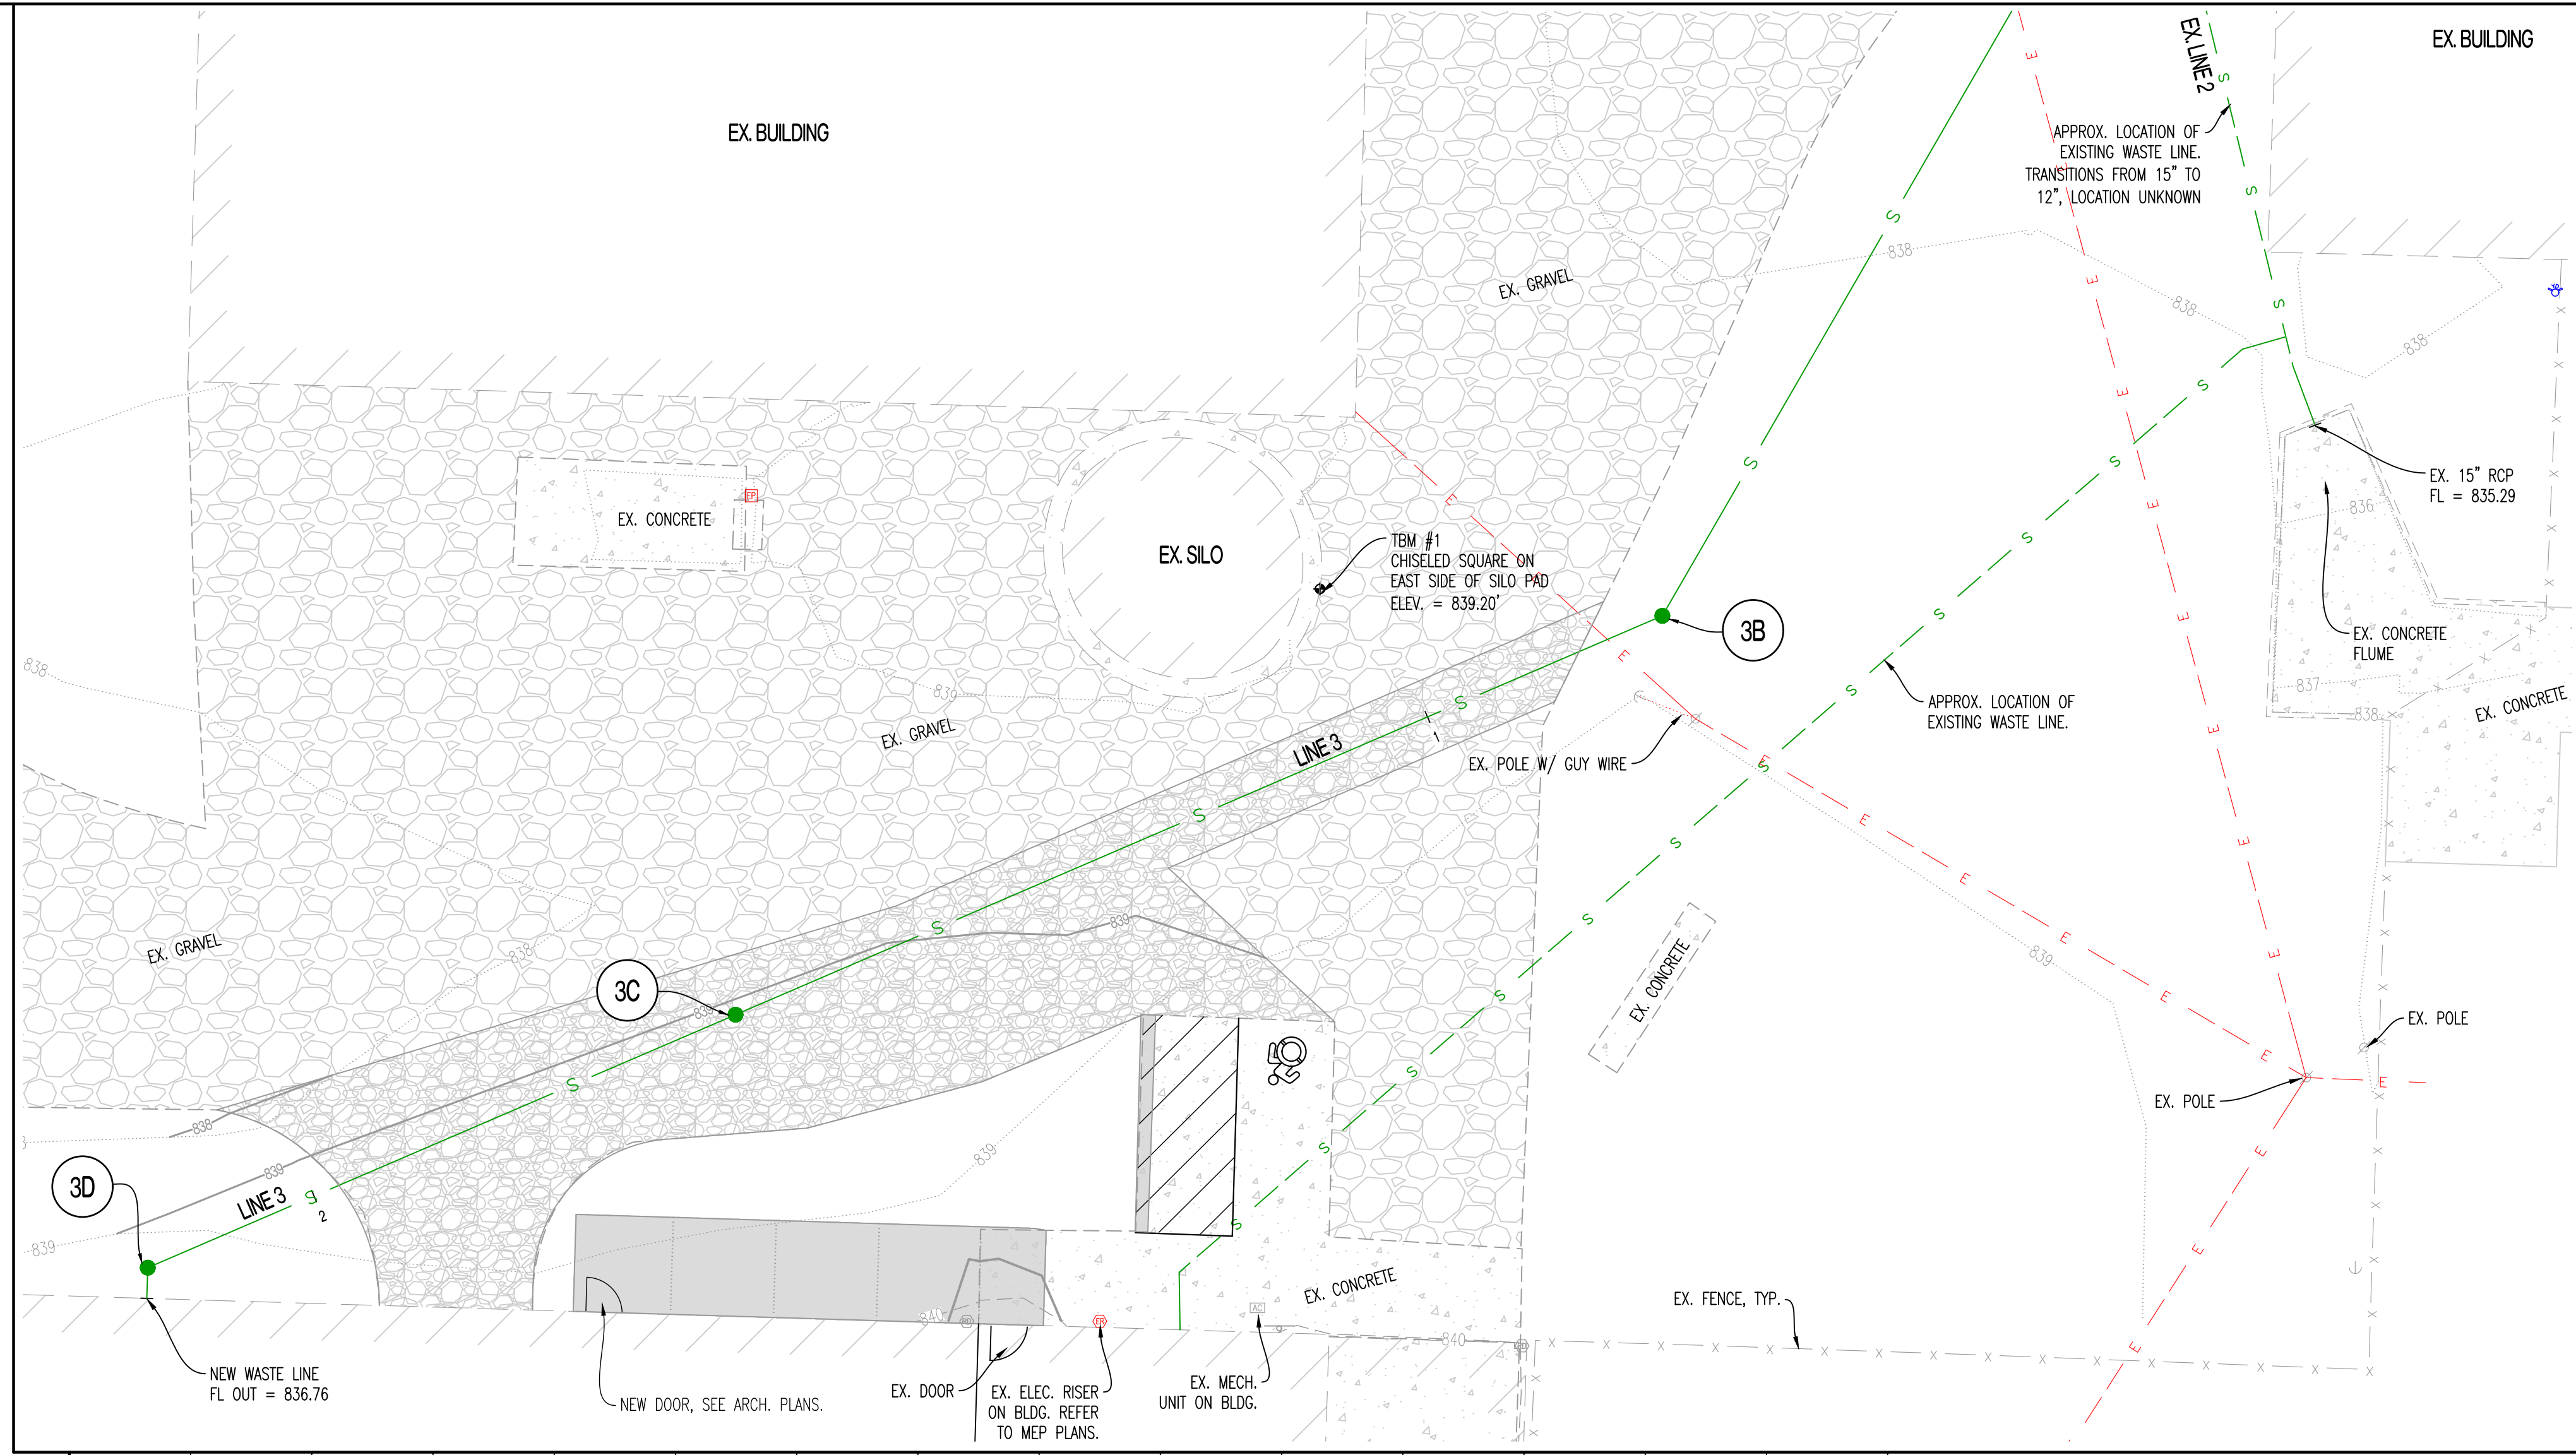 EX. BUILDING
EX. LINE 2
EX. BUILDING
APPROX. LOCATION OF
EXISTING WASTE LINE.
TRANSITIONS FROM 15" TO
12", LOCATION UNKNOWN
E
S
838
838
838
EX. GRAVEL
EX. CONCRETE
EP
EX. SILO
TBM #1
CHISELED SQUARE ON
EAST SIDE OF SILO PAD
ELEV. = 839.20'
3B
EX. 15" RCP
FL = 835.29
836
EX. CONCRETE
FLUME
837
838
EX. CONCRETE
APPROX. LOCATION OF
EXISTING WASTE LINE.
838
839
EX. GRAVEL
LINE 3
1
EX. POLE W/ GUY WIRE
EX. GRAVEL
838
3C
839
839
EX. CONCRETE
839
EX. POLE
EX. POLE
838
839
3D
LINE 3
2
839
839
840
EX. CONCRETE
AC
ER
840
EX. FENCE, TYP.
NEW WASTE LINE
FL OUT = 836.76
NEW DOOR, SEE ARCH. PLANS.
EX. DOOR
EX. ELEC. RISER
ON BLDG. REFER
TO MEP PLANS.
EX. MECH.
UNIT ON BLDG.